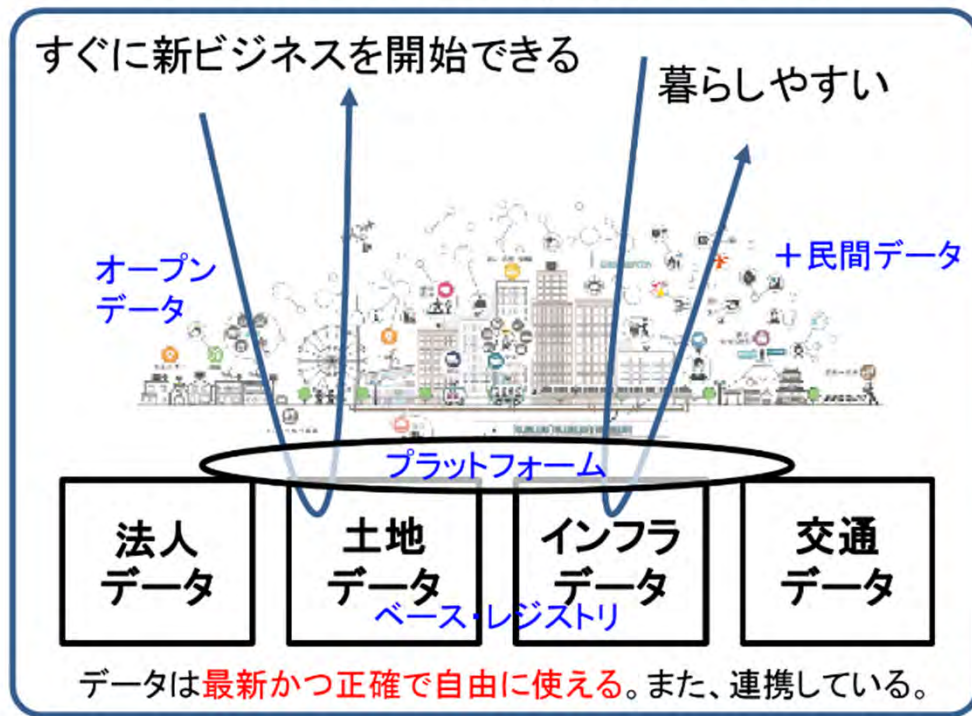 すぐに新ビジネスを開始できる
暮らしやすい
オープン
データ
＋民間データ
プラットフォーム
法人
データ
土地
データ
インフラ
データ
交通
データ
ベース・レジストリ
データは最新かつ正確で自由に使える。また、連携している。